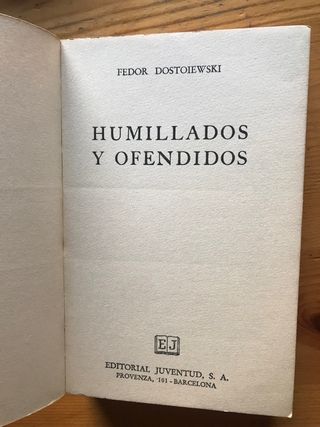 FEDOR DOSTOIEWSKI
HUMILLADOS
Y OFENDIDOS
EJ
EDITORIAL JUVENTUD, S. A.
PROVENZA, 101 - BARCELONA